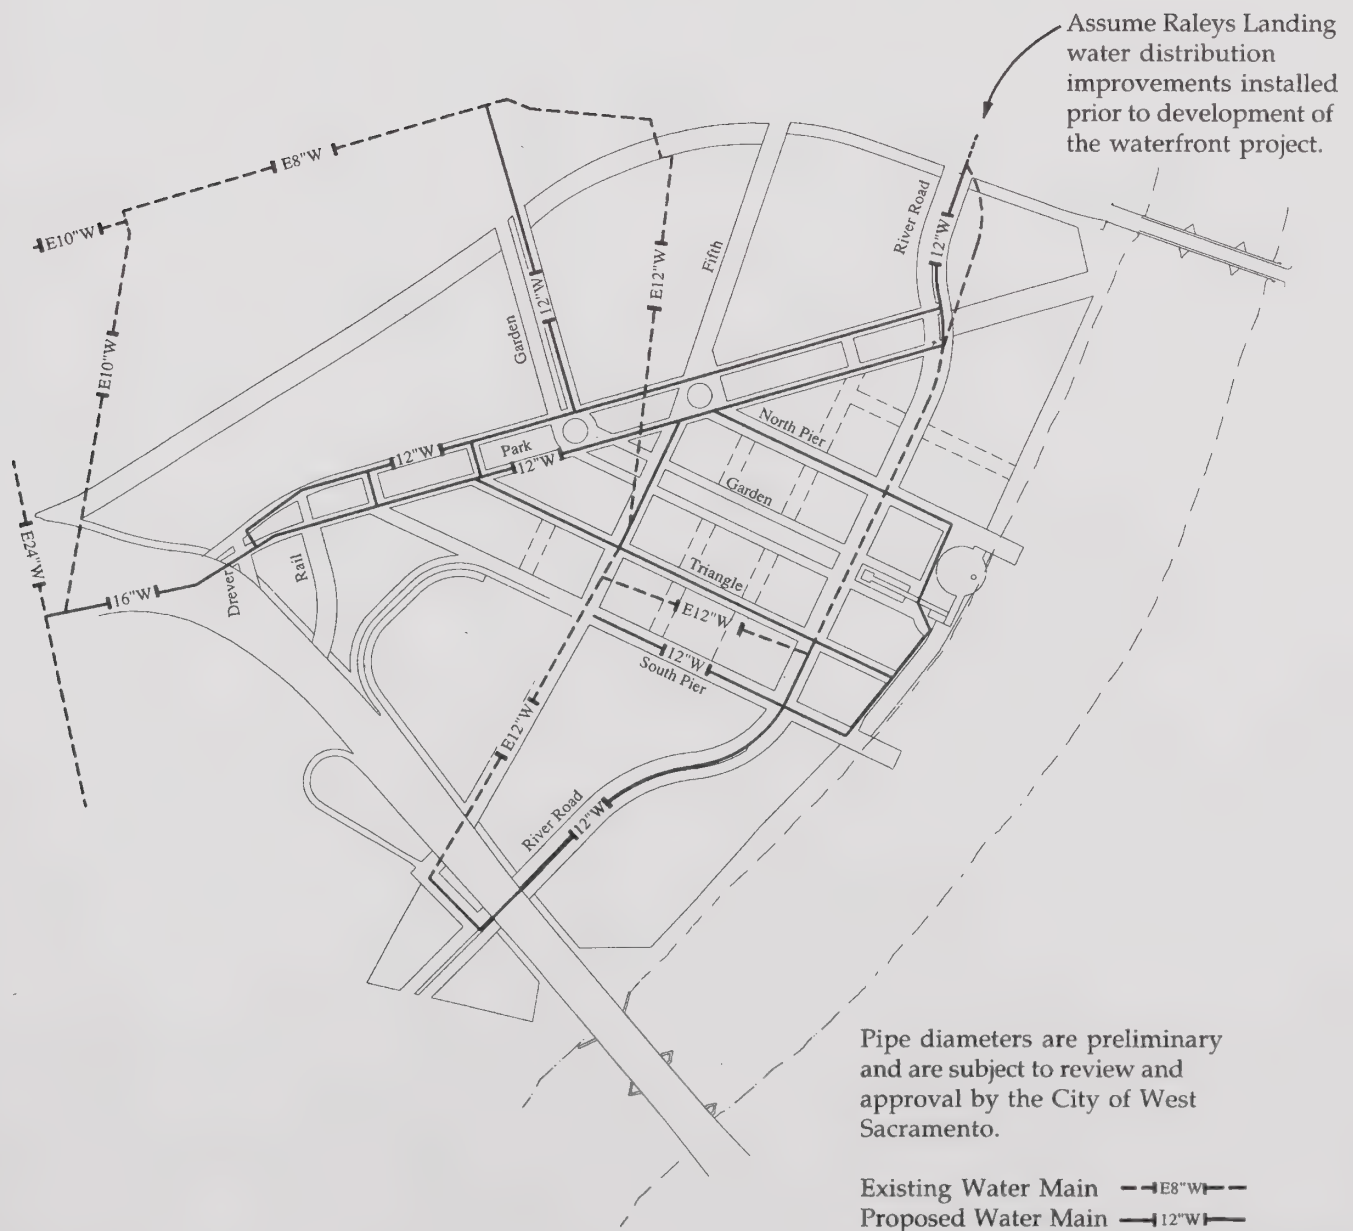 Assume Raleys Landing
water distribution
improvements installed
prior to development of
the waterfront project.
E8"W
E10"W
River Road
12"W
Fifth
E12"W
12"W
Garden
E10"W
North Pier
12"W
Park
12"W
Garden
E24"W
Rail
Triangle
Drever
16"W
E12"W
12"W
South Pier
E12"W
River Road
12"W
Pipe diameters are preliminary
and are subject to review and
approval by the City of West
Sacramento.
Existing Water Main E8"W
Proposed Water Main 12"W